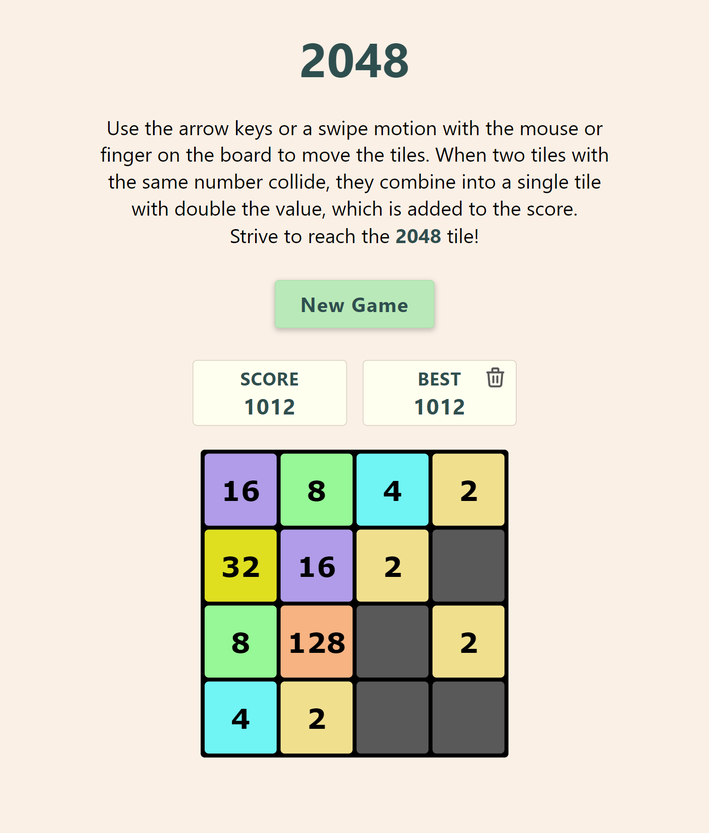 2048
Use the arrow keys or a swipe motion with the mouse or
finger on the board to move the tiles. When two tiles with
the same number collide, they combine into a single tile
with double the value, which is added to the score.
Strive to reach the 2048 tile!
New Game
SCORE
1012
BEST
1012
16 8 4 2
32 16 2
8 128 2
4 2